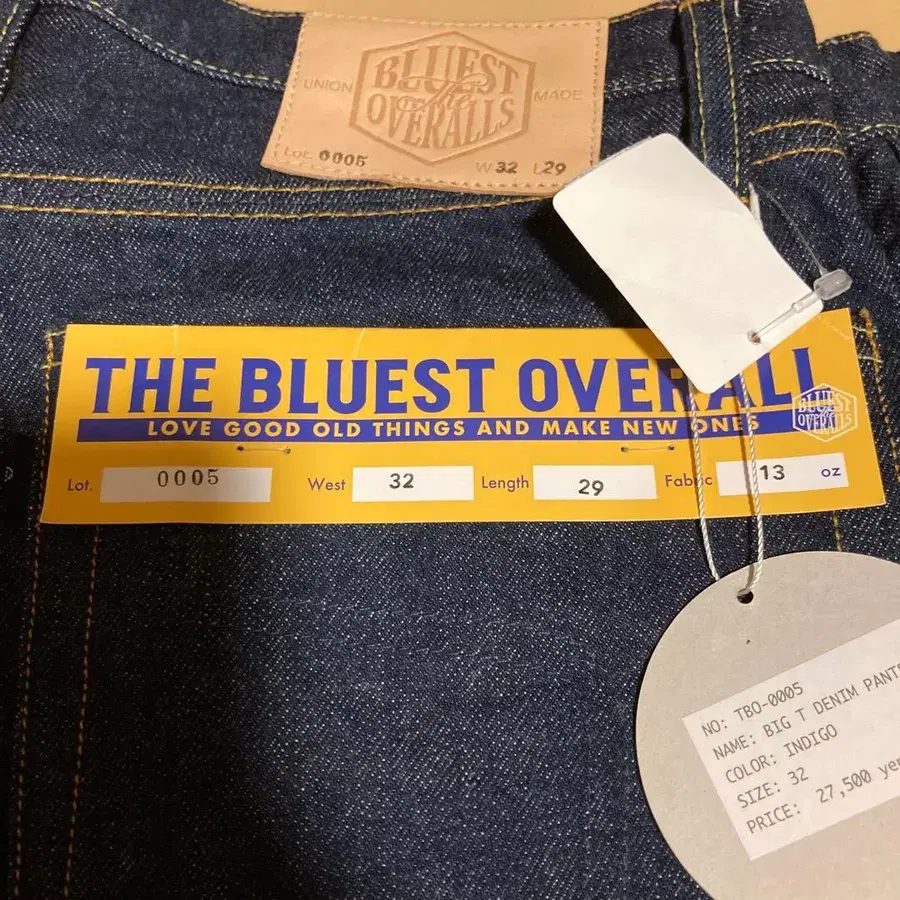 BLUEST
The
OVERALLS
UNION MADE
Lot. 0005 W32 L29
THE BLUEST OVERALL
LOVE GOOD OLD THINGS AND MAKE NEW ONES
BLUEST
The
OVERALLS
Lot. 0005 West 32 Length 29 Fabric 13 oz
NO: TBO-0005
NAME: BIG T DENIM PANTS
COLOR: INDIGO
SIZE: 32
PRICE: 27,500 yen